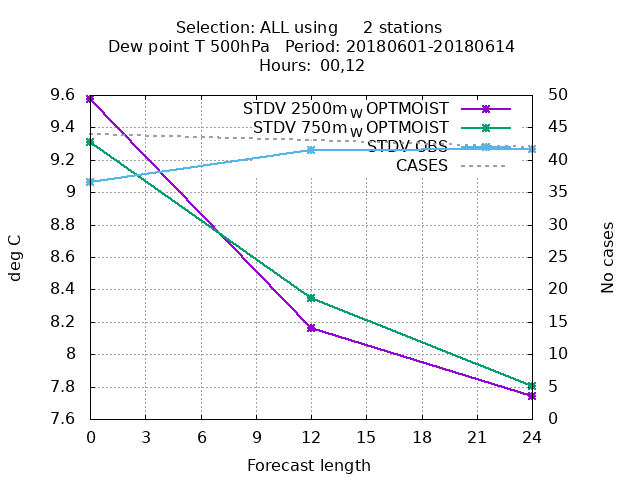 Selection: ALL using 2 stations
Dew point T 500hPa Period: 20180601-20180614
Hours: 00,12
9.6
9.4
9.2
9
8.8
8.6
8.4
8.2
8
7.8
7.6
deg C
STDV 2500m_W OPTMOIST
STDV 750m_W OPTMOIST
STDV OBS
CASES
50
45
40
35
30
25
20
15
10
5
0
No cases
0 3 6 9 12 15 18 21 24
Forecast length